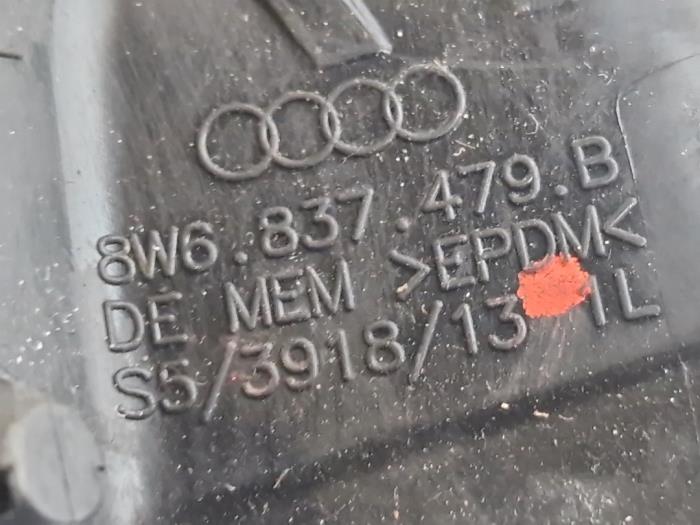 8W6.837.479.B
DE MEM >EPDM<
S5/3918/13 1L